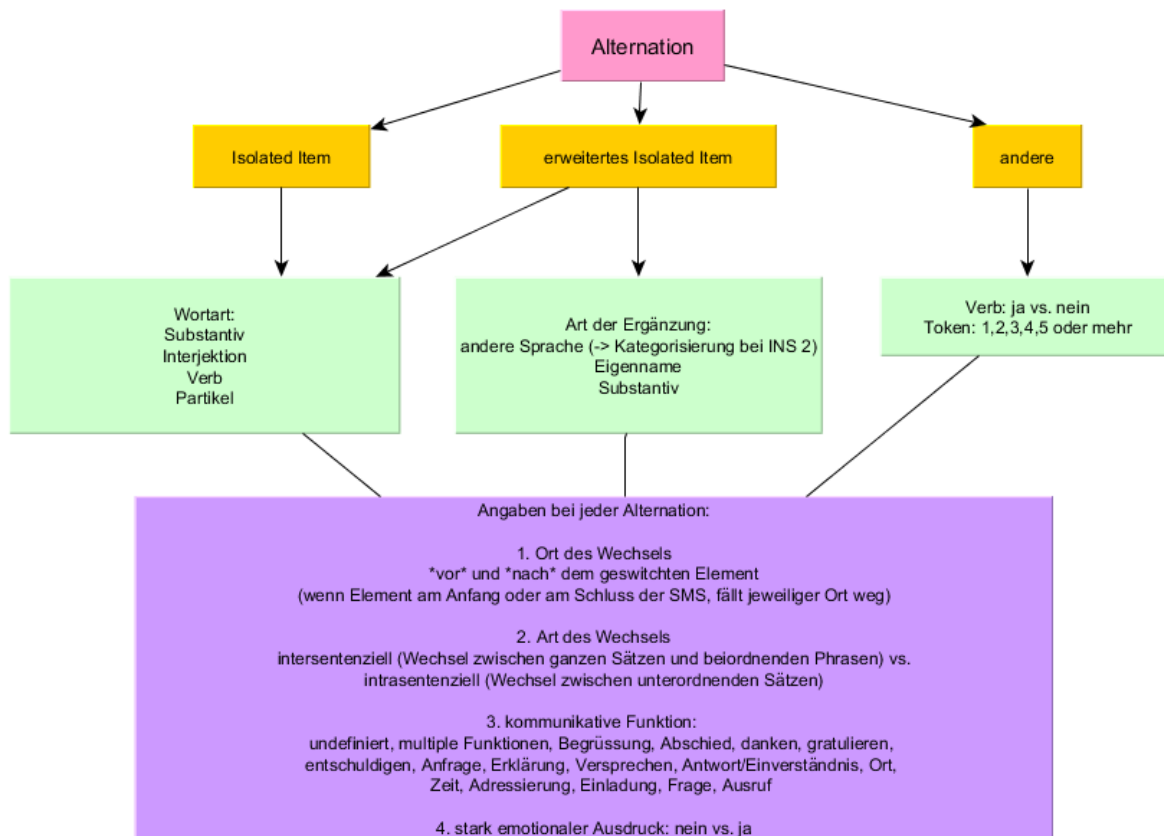 Alternation
Isolated Item
erweitertes Isolated Item
andere
Wortart:
Substantiv
Interjektion
Verb
Partikel
Art der Ergänzung:
andere Sprache (-> Kategorisierung bei INS 2)
Eigenname
Substantiv
Verb: ja vs. nein
Token: 1,2,3,4,5 oder mehr
Angaben bei jeder Alternation:
1. Ort des Wechsels
*vor* und *nach* dem geswitchten Element
(wenn Element am Anfang oder am Schluss der SMS, fällt jeweiliger Ort weg)
2. Art des Wechsels
intersentenziell (Wechsel zwischen ganzen Sätzen und beiordnenden Phrasen) vs.
intrasentenziell (Wechsel zwischen unterordnenden Sätzen)
3. kommunikative Funktion:
undefiniert, multiple Funktionen, Begrüssung, Abschied, danken, gratulieren,
entschuldigen, Anfrage, Erklärung, Versprechen, Antwort/Einverständnis, Ort,
Zeit, Adressierung, Einladung, Frage, Ausruf
4. stark emotionaler Ausdruck: nein vs. ja